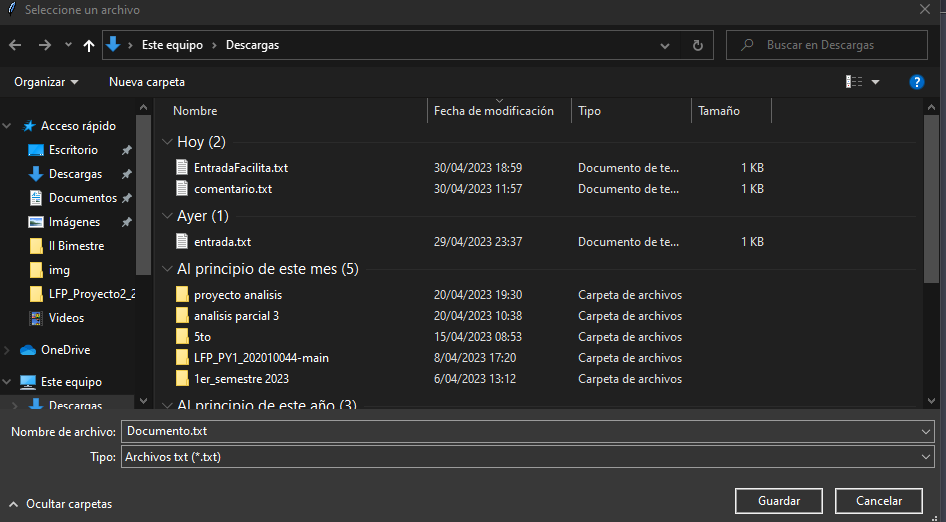 Seleccione un archivo
Este equipo > Descargas
Buscar en Descargas
Organizar
Nueva carpeta
?
Nombre Fecha de modificación Tipo Tamaño
Acceso rápido
Escritorio
Descargas
Documentos
Imágenes
II Bimestre
img
LFP_Proyecto2_2
Videos
OneDrive
Este equipo
Descargas
Hoy (2)
EntradaFacilita.txt 30/04/2023 18:59 Documento de te... 1 KB
comentario.txt 30/04/2023 11:57 Documento de te... 1 KB
Ayer (1)
entrada.txt 29/04/2023 23:37 Documento de te... 1 KB
Al principio de este mes (5)
proyecto analisis 20/04/2023 19:30 Carpeta de archivos
analisis parcial 3 20/04/2023 10:38 Carpeta de archivos
5to 15/04/2023 08:53 Carpeta de archivos
LFP_PY1_202010044-main 8/04/2023 17:20 Carpeta de archivos
1er_semestre 2023 6/04/2023 13:12 Carpeta de archivos
Al principio de este año (3)
Nombre de archivo: Documento.txt
Tipo: Archivos txt (*.txt)
Ocultar carpetas
Guardar
Cancelar